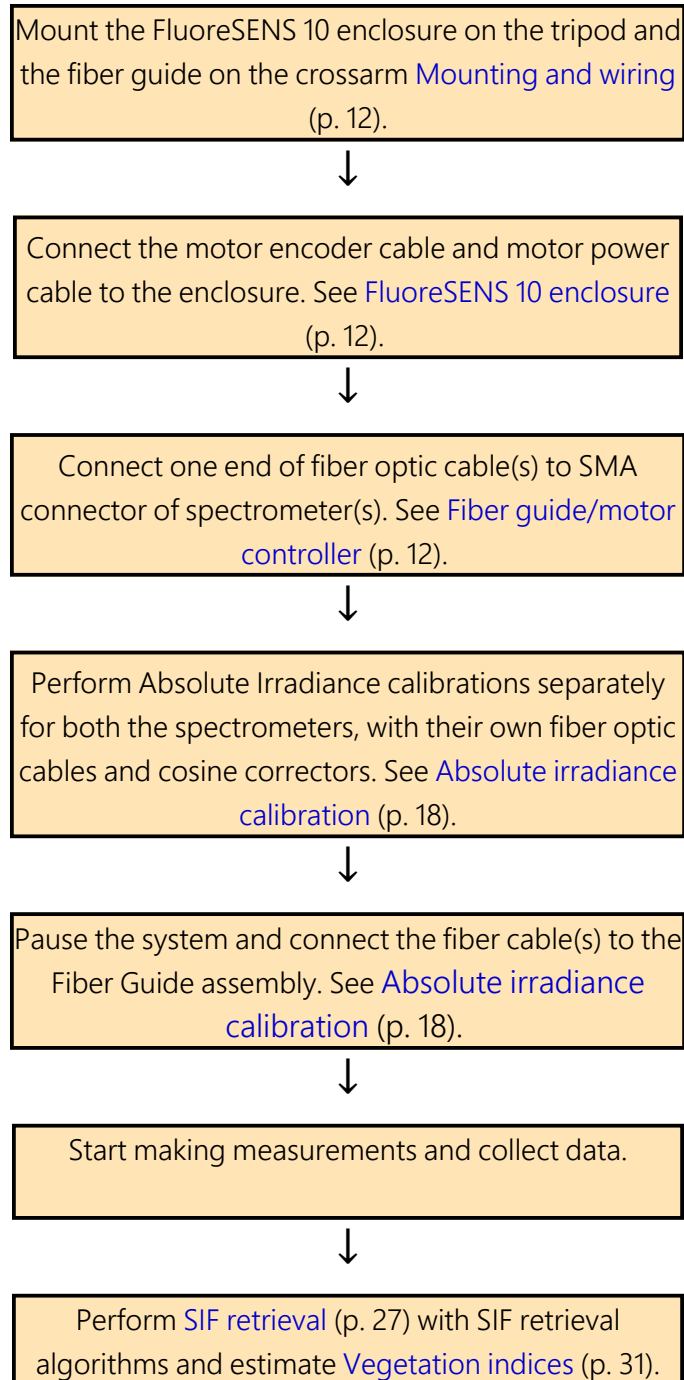 Mount the FluoreSENS 10 enclosure on the tripod and
the fiber guide on the crossarm Mounting and wiring
(p. 12).
↓
Connect the motor encoder cable and motor power
cable to the enclosure. See FluoreSENS 10 enclosure
(p. 12).
↓
Connect one end of fiber optic cable(s) to SMA
connector of spectrometer(s). See Fiber guide/motor
controller (p. 12).
↓
Perform Absolute Irradiance calibrations separately
for both the spectrometers, with their own fiber optic
cables and cosine correctors. See Absolute irradiance
calibration (p. 18).
↓
Pause the system and connect the fiber cable(s) to the
Fiber Guide assembly. See Absolute irradiance
calibration (p. 18).
↓
Start making measurements and collect data.
↓
Perform SIF retrieval (p. 27) with SIF retrieval
algorithms and estimate Vegetation indices (p. 31).